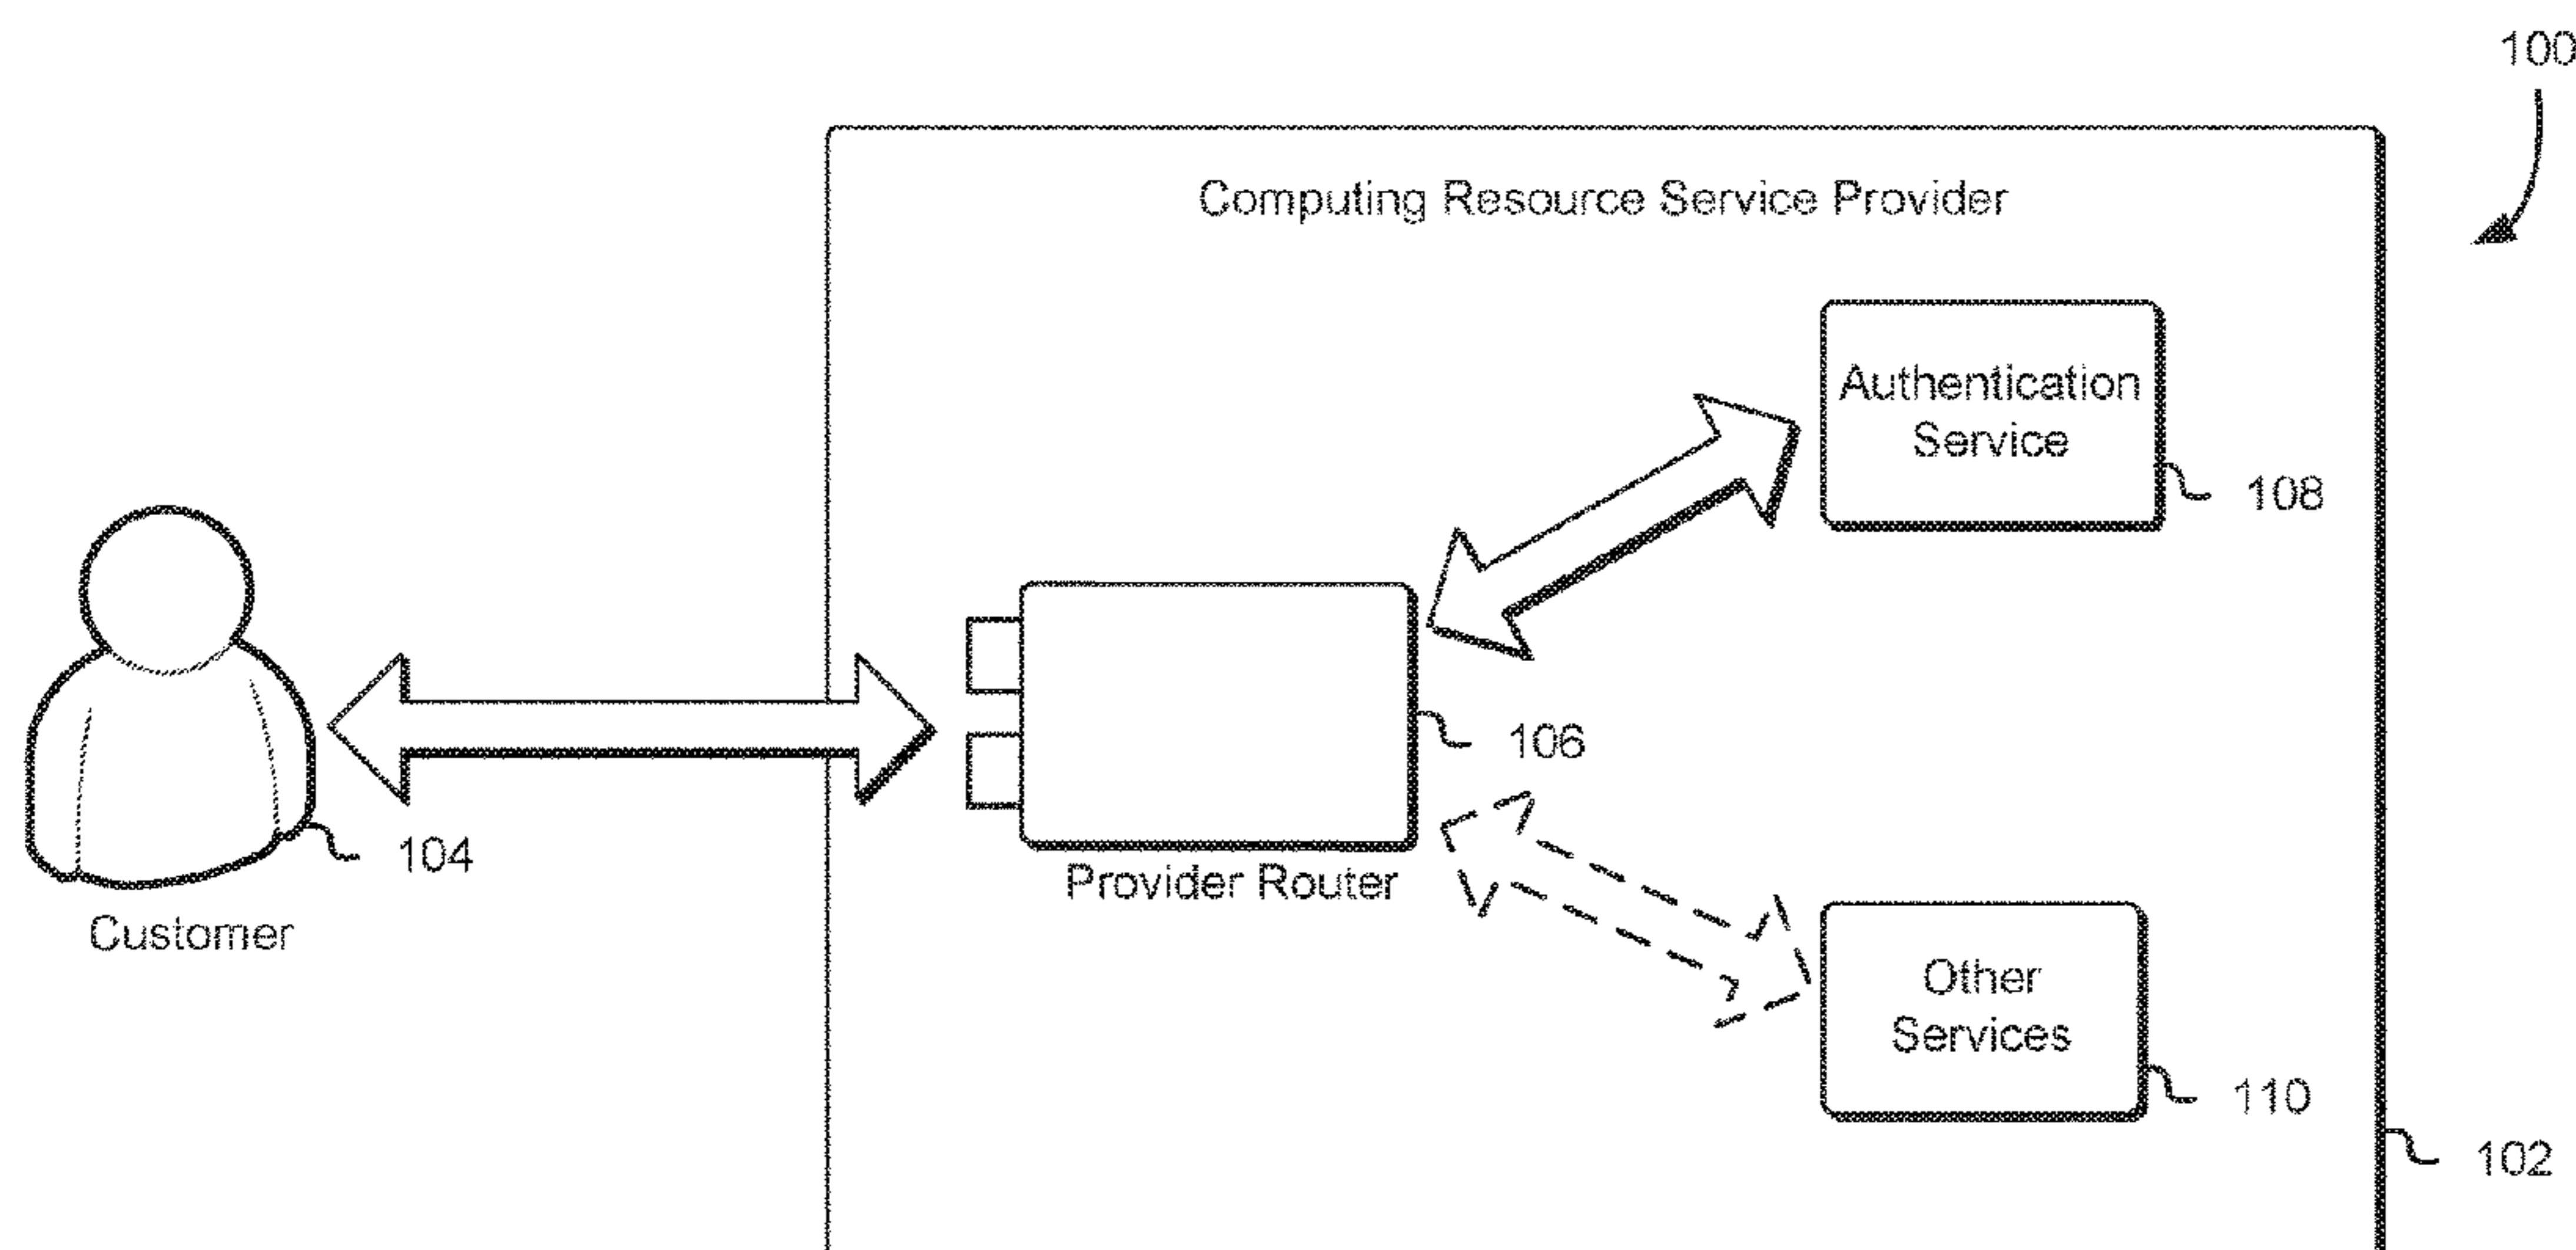 100
Computing Resource Service Provider
Authentication
Service
108
106
104
Provider Router
Customer
Other
Services
110
102